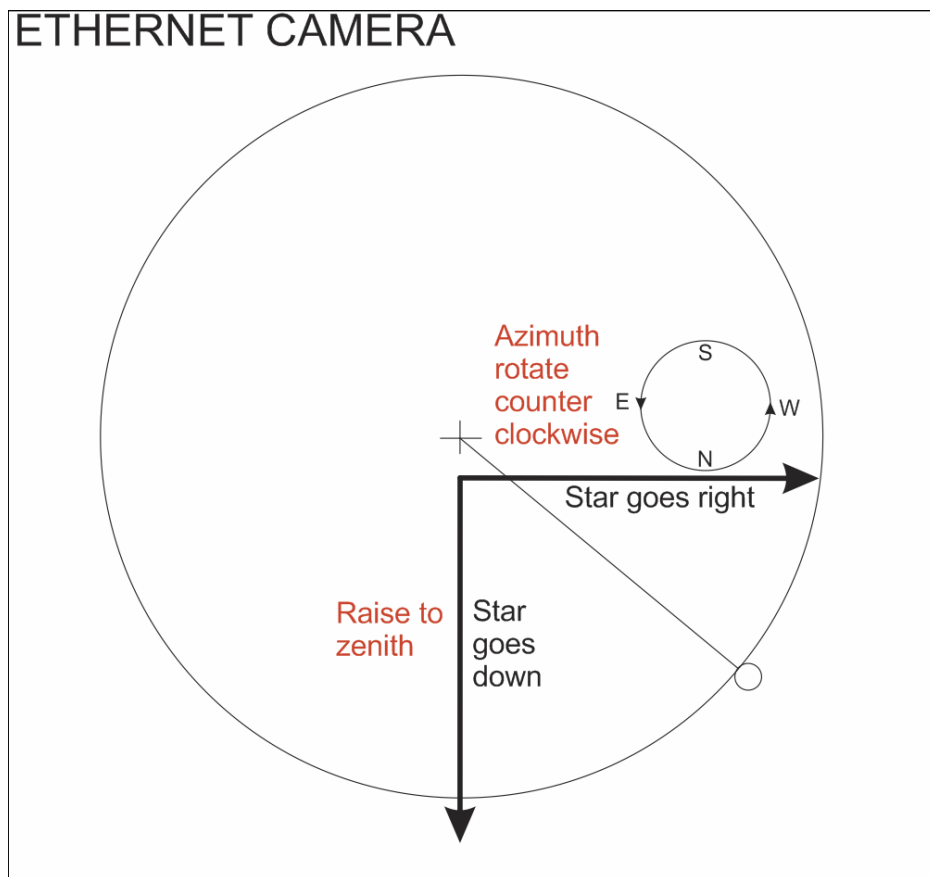 ETHERNET CAMERA
Azimuth
rotate
counter
clockwise
S
E
W
N
Star goes right
Raise to
zenith
Star
goes
down